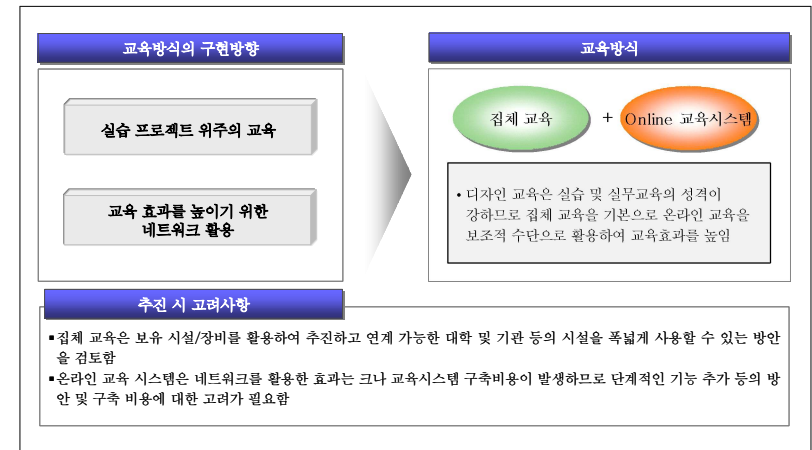 교육방식의 구현방향
실습 프로젝트 위주의 교육
교육 효과를 높이기 위한
네트워크 활용
교육방식
집체 교육 + Online 교육시스템
• 디자인 교육은 실습 및 실무교육의 성격이
강하므로 집체 교육을 기본으로 온라인 교육을
보조적 수단으로 활용하여 교육효과를 높임
추진 시 고려사항
▪집체 교육은 보유 시설/장비를 활용하여 추진하고 연계 가능한 대학 및 기관 등의 시설을 폭넓게 사용할 수 있는 방안
을 검토함
▪온라인 교육 시스템은 네트워크를 활용한 효과는 크나 교육시스템 구축비용이 발생하므로 단계적인 기능 추가 등의 방
안 및 구축 비용에 대한 고려가 필요함